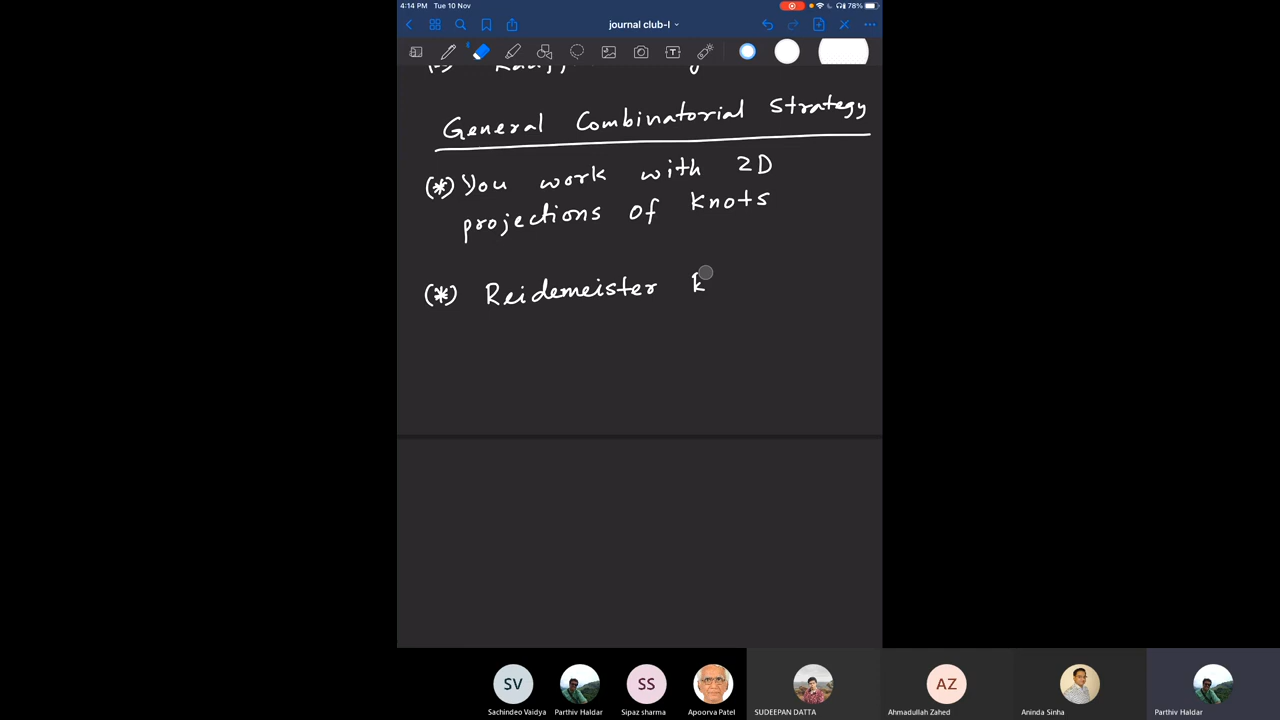 4:14 PM Tue 10 Nov
78%
journal club-I
General Combinatorial Strategy
(*) You work with 2D
projections of knots
(*) Reidemeister
SV
SS
AZ
Sachindeo Vaidya
Parthiv Haldar
Sipaz sharma
Apoorva Patel
SUDEEPAN DATTA
Ahmadullah Zahed
Aninda Sinha
Parthiv Haldar